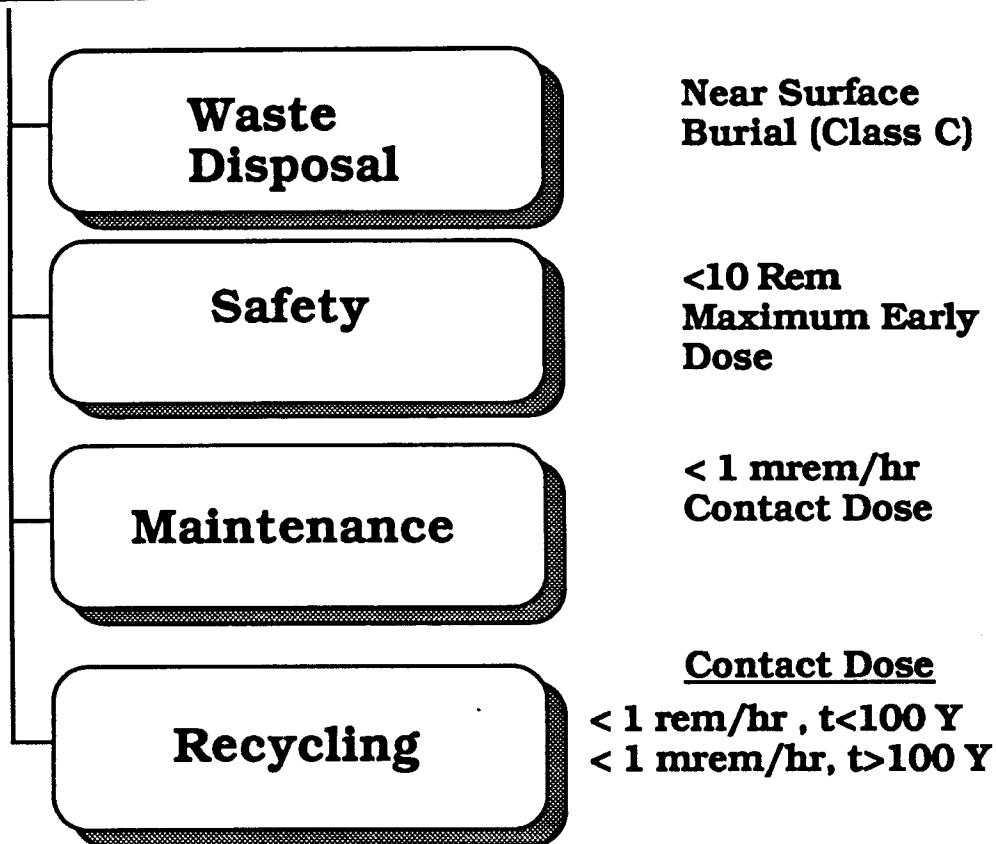 Waste
Disposal
Near Surface
Burial (Class C)
Safety
<10 Rem
Maximum Early
Dose
Maintenance
< 1 mrem/hr
Contact Dose
Recycling
Contact Dose
< 1 rem/hr , t<100 Y
< 1 mrem/hr, t>100 Y